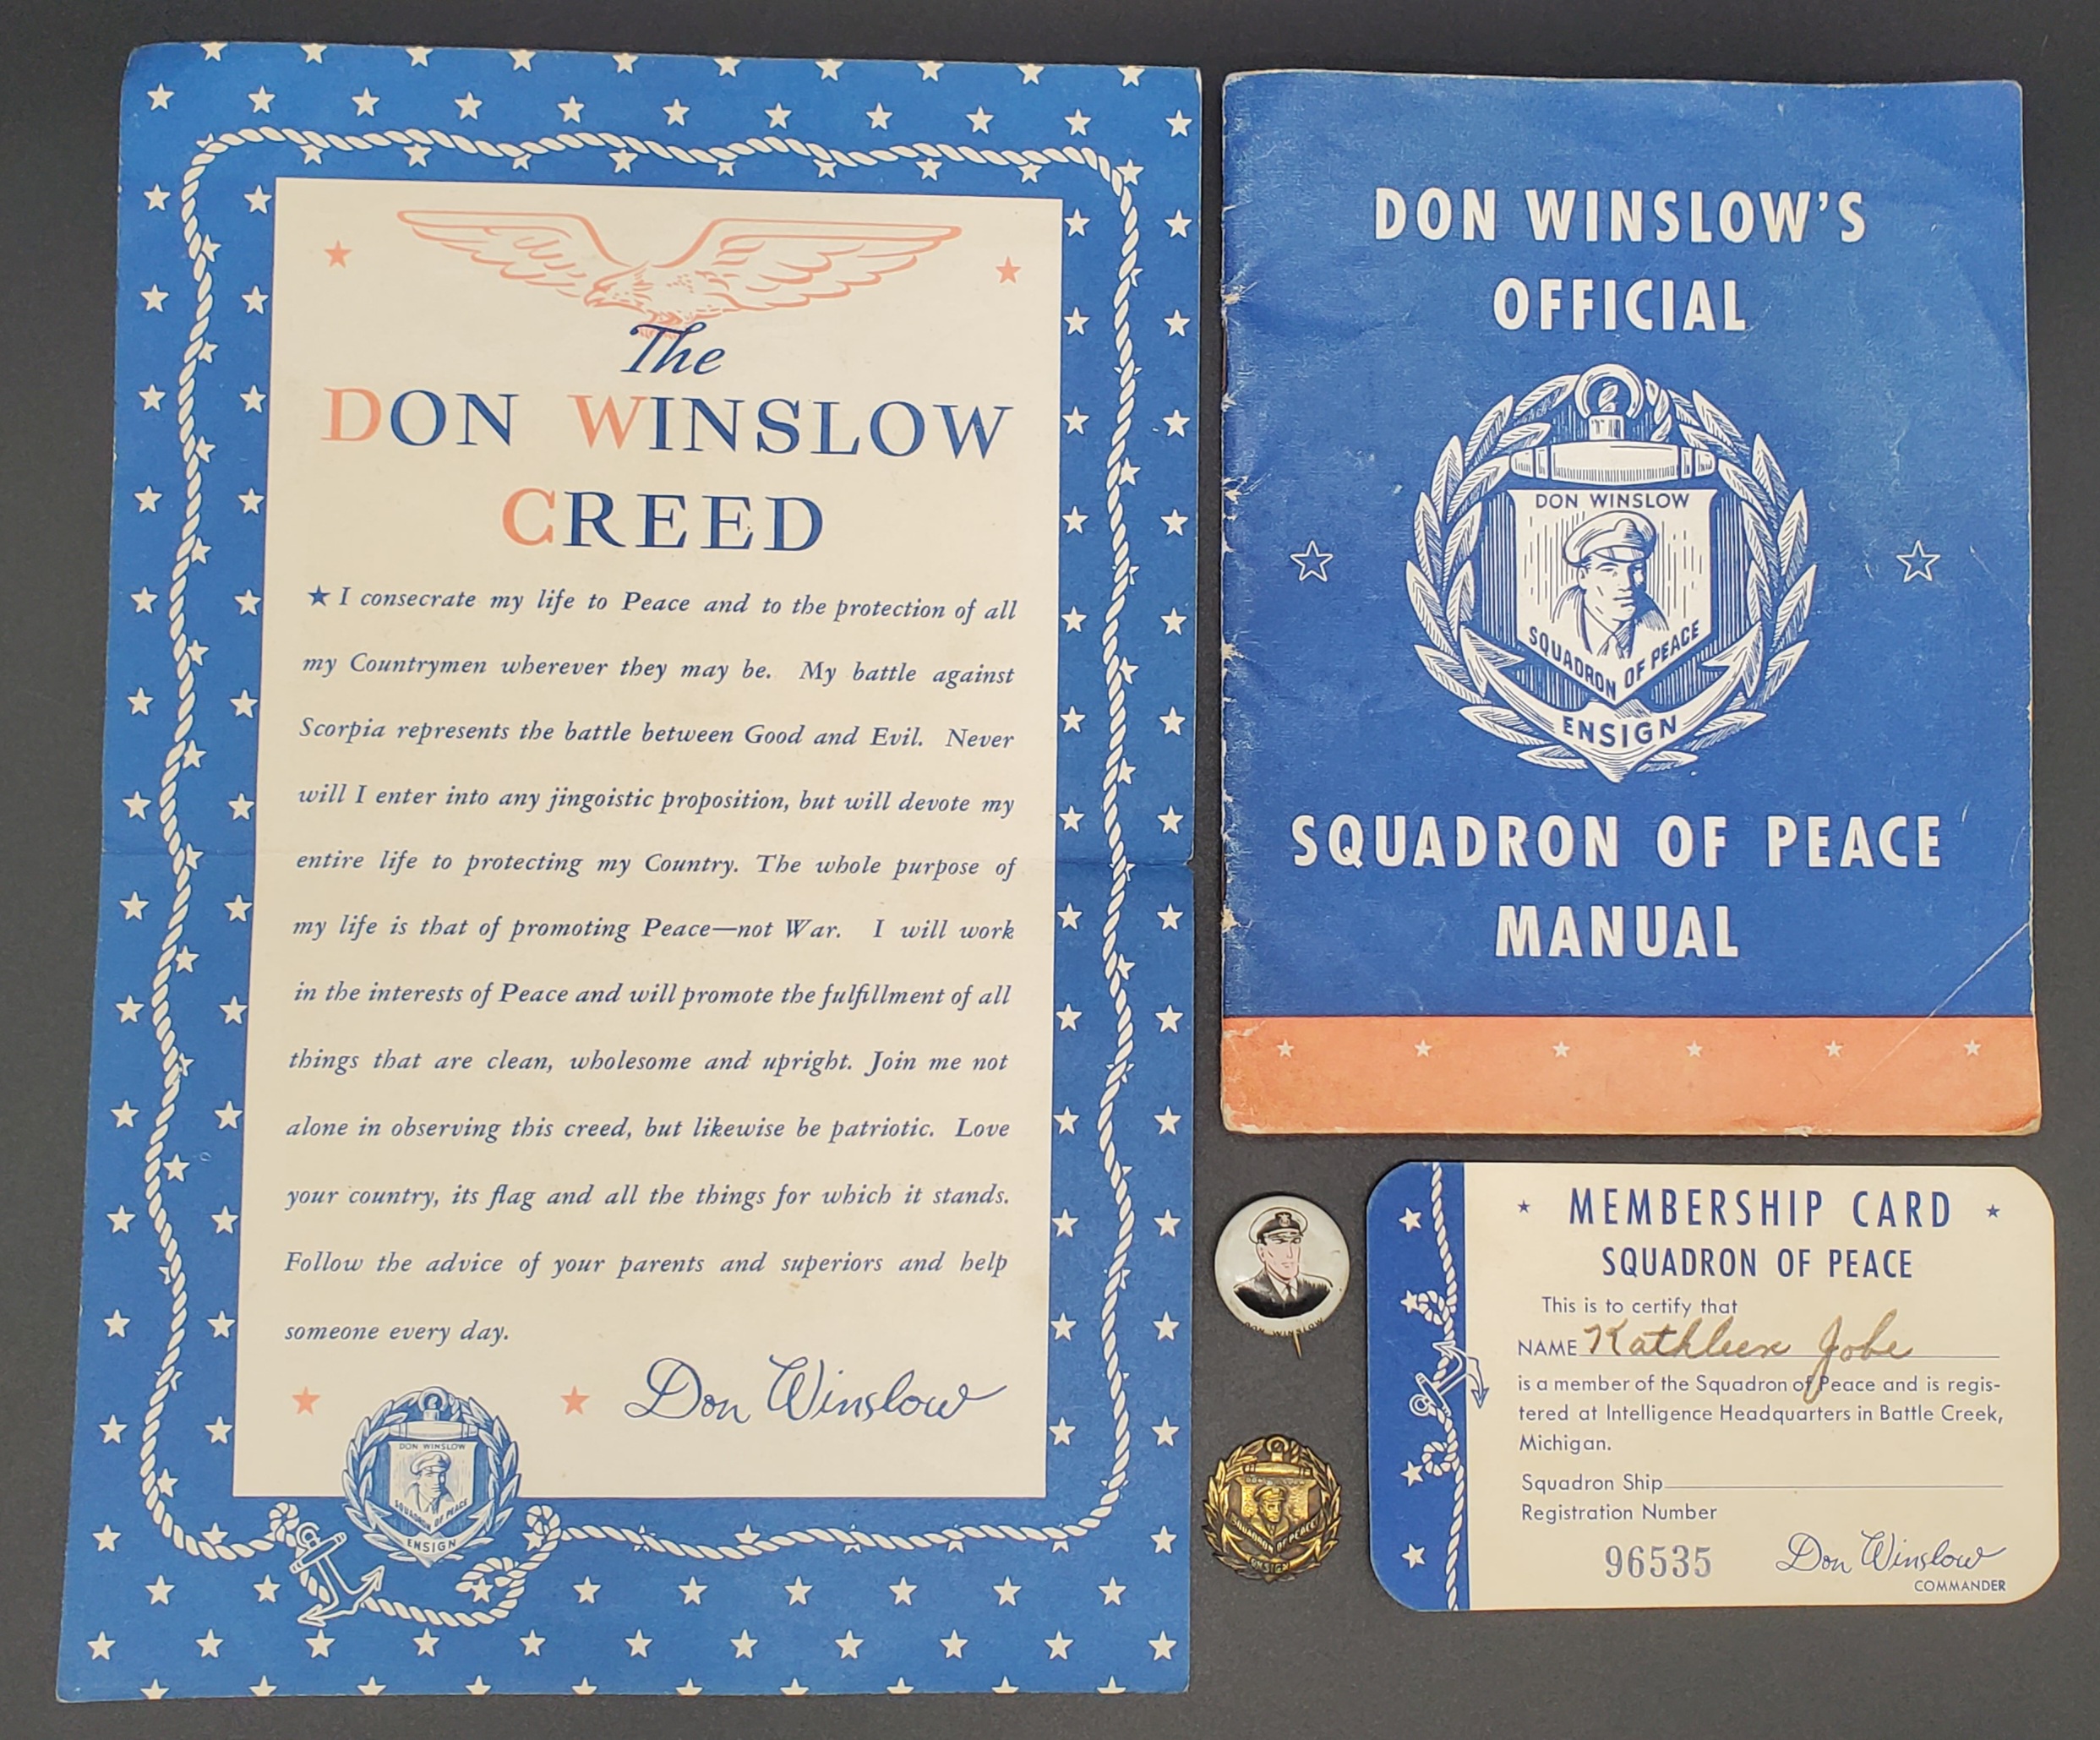 The
DON WINSLOW
CREED
★ I consecrate my life to Peace and to the protection of all
my Countrymen wherever they may be. My battle against
Scorpia represents the battle between Good and Evil. Never
will I enter into any jingoistic proposition, but will devote my
entire life to protecting my Country. The whole purpose of
my life is that of promoting Peace—not War. I will work
in the interests of Peace and will promote the fulfillment of all
things that are clean, wholesome and upright. Join me not
alone in observing this creed, but likewise be patriotic. Love
your country, its flag and all the things for which it stands.
Follow the advice of your parents and superiors and help
someone every day.
Don Winslow
DON WINSLOW
SQUADRON OF PEACE
ENSIGN
DON WINSLOW'S
OFFICIAL
DON WINSLOW
SQUADRON OF PEACE
ENSIGN
SQUADRON OF PEACE
MANUAL
DON WINSLOW
DON WINSLOW
SQUADRON OF PEACE
ENSIGN
MEMBERSHIP CARD
SQUADRON OF PEACE
This is to certify that
NAME Kathleen Jobe
is a member of the Squadron of Peace and is regis-
tered at Intelligence Headquarters in Battle Creek,
Michigan.
Squadron Ship
Registration Number
96535
Don Winslow
COMMANDER